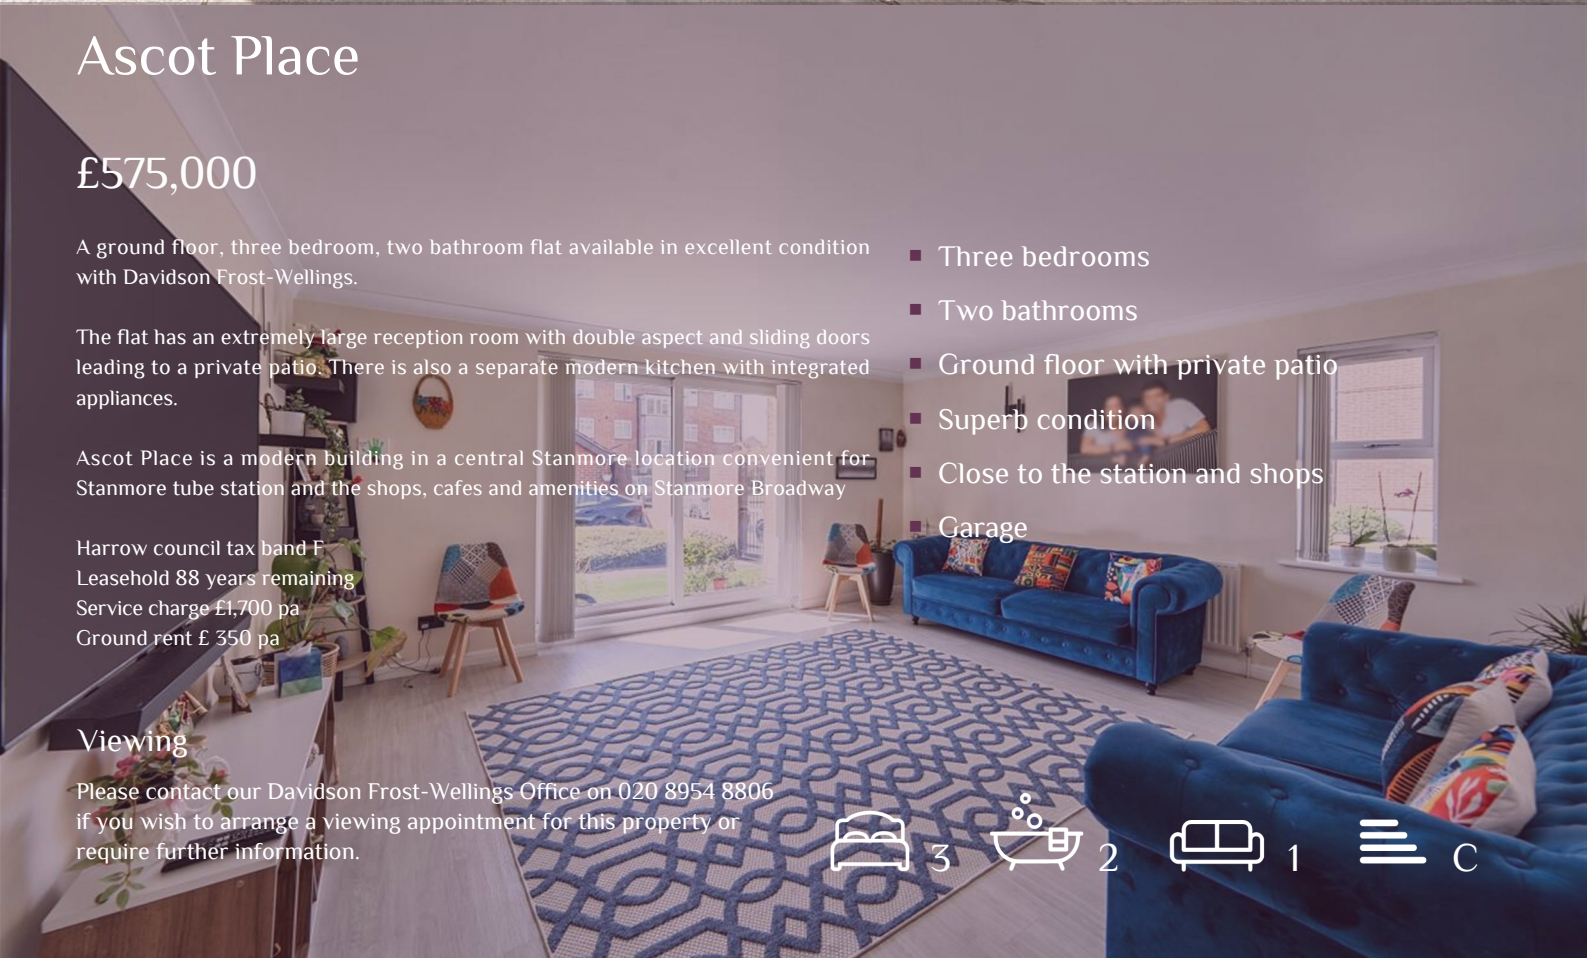 Ascot Place
£575,000
A ground floor, three bedroom, two bathroom flat available in excellent condition
with Davidson Frost-Wellings.
The flat has an extremely large reception room with double aspect and sliding doors
leading to a private patio. There is also a separate modern kitchen with integrated
appliances.
Ascot Place is a modern building in a central Stanmore location convenient for
Stanmore tube station and the shops, cafes and amenities on Stanmore Broadway
Harrow council tax band F
Leasehold 88 years remaining
Service charge £1,700 pa
Ground rent £ 350 pa
■ Three bedrooms
■ Two bathrooms
■ Ground floor with private patio
■ Superb condition
■ Close to the station and shops
■ Garage
Viewing
Please contact our Davidson Frost-Wellings Office on 020 8954 8806
if you wish to arrange a viewing appointment for this property or
require further information.
3 2 1 C